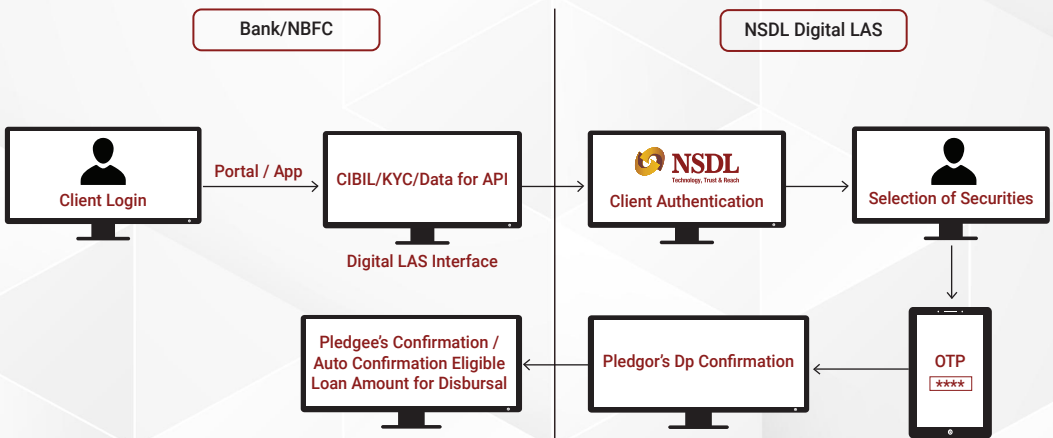 Bank/NBFC
NSDL Digital LAS
Client Login
Portal / App
CIBIL/KYC/Data for API
Digital LAS Interface
NSDL
Technology, Trust & Reach
Client Authentication
Selection of Securities
OTP
****
Pledgor's Dp Confirmation
Pledgee's Confirmation /
Auto Confirmation Eligible
Loan Amount for Disbursal